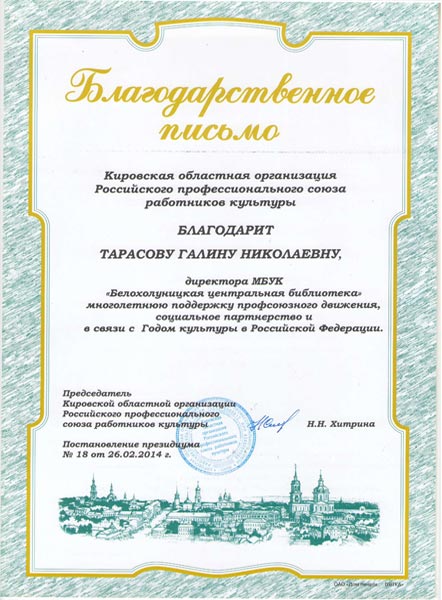 Благодарственное
письмо
Кировская областная организация
Российского профессионального союза
работников культуры
БЛАГОДАРИТ
ТАРАСОВУ ГАЛИНУ НИКОЛАЕВНУ,
директора МБУК
«Белохолуницкая центральная библиотека»
многолетнюю поддержку профсоюзного движения,
социальное партнерство и
в связи с Годом культуры в Российской Федерации.
Председатель
Кировской областной организации
Российского профессионального
союза работников культуры
Н.Н. Хитрина
Постановление президиума
№ 18 от 26.02.2014 г.